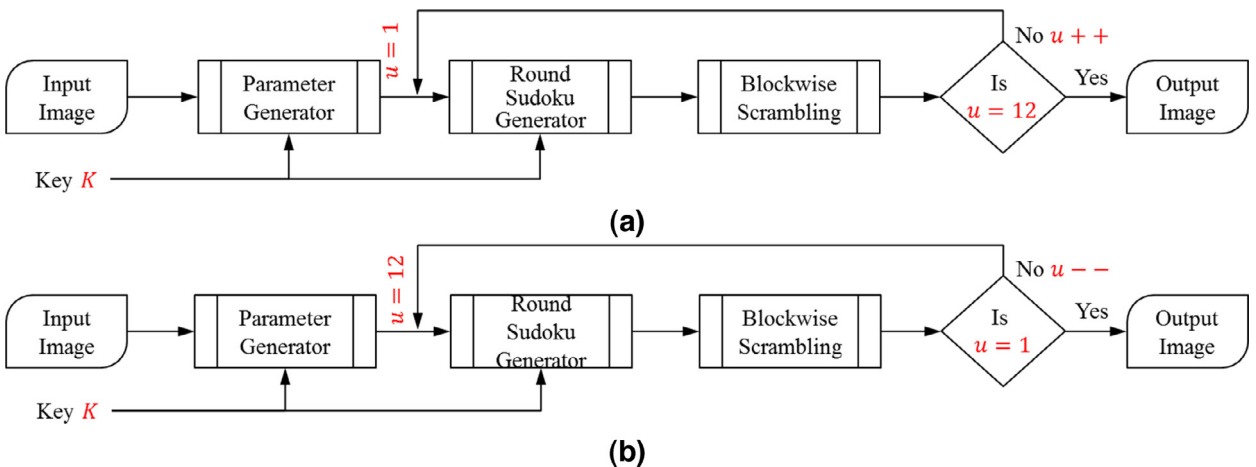 u = 1
No u + +
Input
Image
Parameter
Generator
Round
Sudoku
Generator
Blockwise
Scrambling
Is
u = 12
Yes
Output
Image
Key K
(a)
u = 12
No u − −
Input
Image
Parameter
Generator
Round
Sudoku
Generator
Blockwise
Scrambling
Is
u = 1
Yes
Output
Image
Key K
(b)